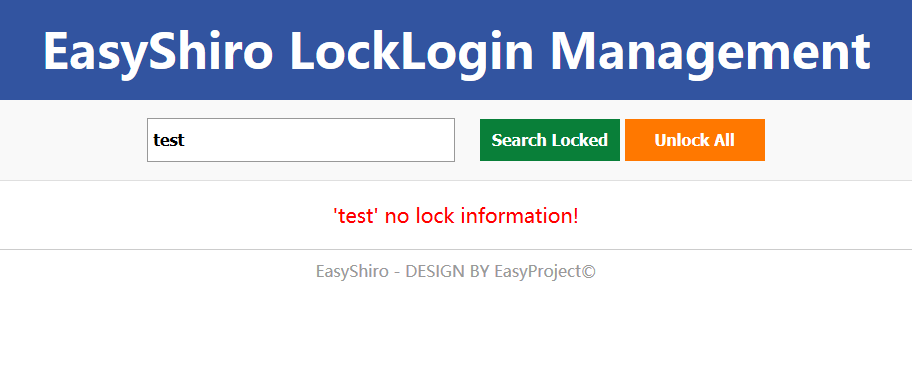 EasyShiro LockLogin Management
test
Search Locked
Unlock All
'test' no lock information!
EasyShiro - DESIGN BY EasyProject©